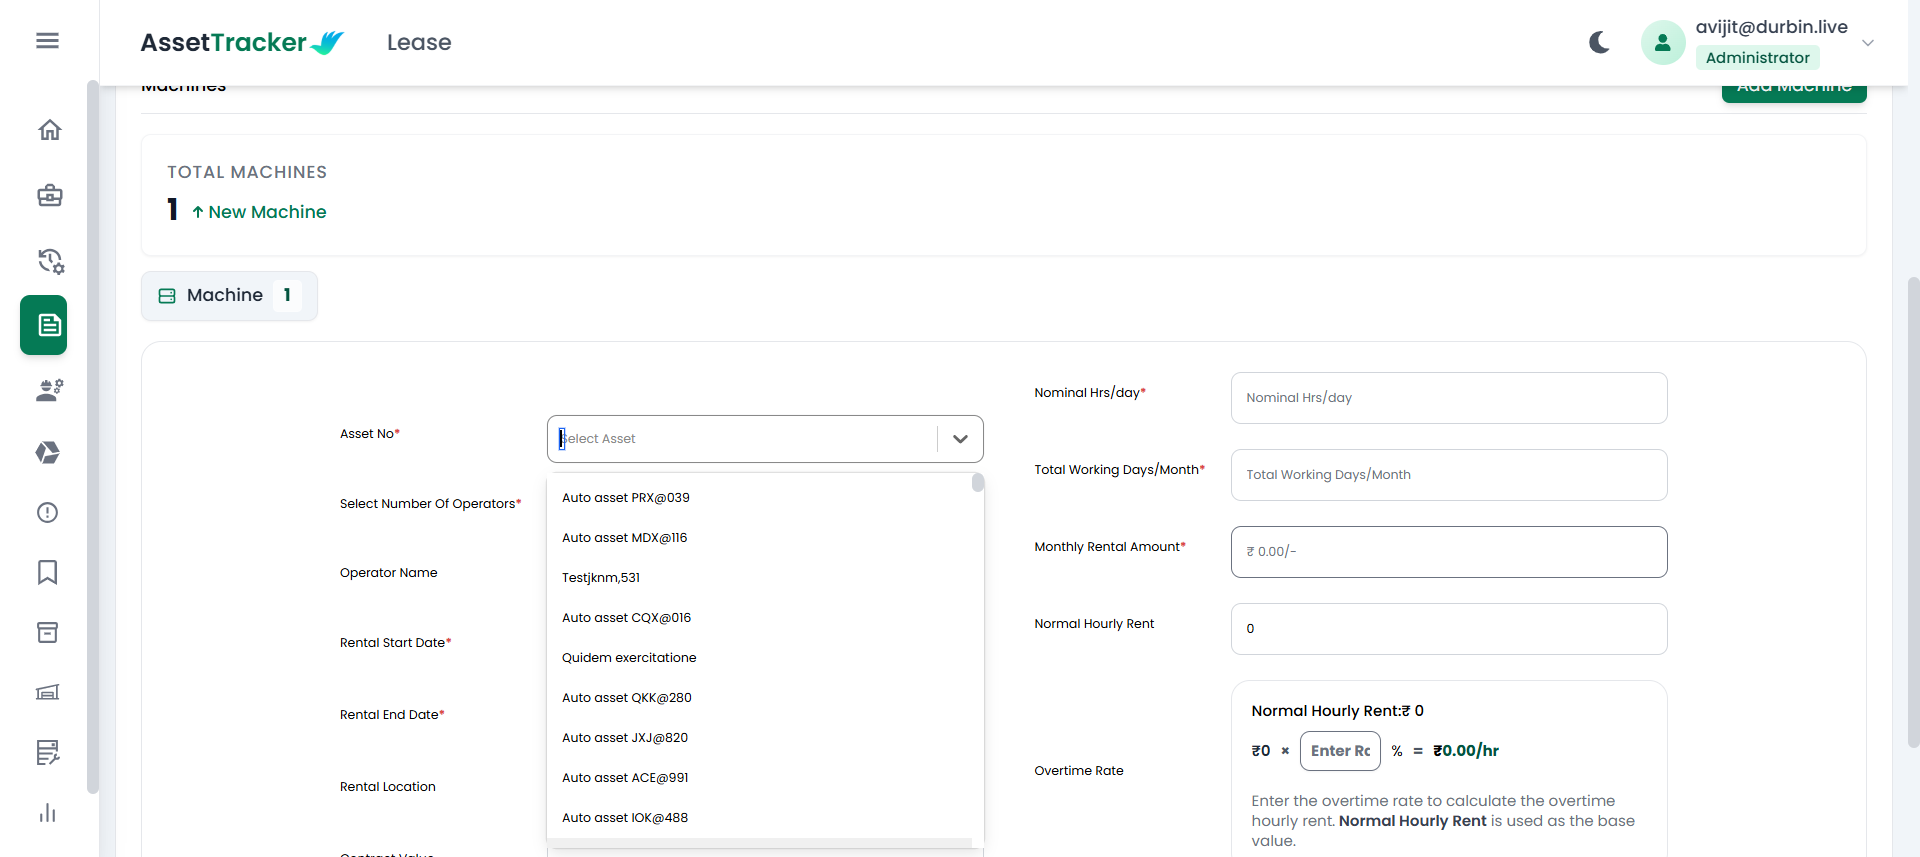 AssetTracker
Lease
avijit@durbin.live
Administrator
Machines
Add Machine
TOTAL MACHINES
1 ↑ New Machine
Machine 1
Asset No*
Select Asset
Auto asset PRX@039
Auto asset MDX@116
Testjknm,531
Auto asset CQX@016
Quidem exercitatione
Auto asset QKK@280
Auto asset JXJ@820
Auto asset ACE@991
Auto asset IOK@488
Select Number Of Operators*
Operator Name
Rental Start Date*
Rental End Date*
Rental Location
Contract Value
Nominal Hrs/day*
Nominal Hrs/day
Total Working Days/Month*
Total Working Days/Month
Monthly Rental Amount*
₹ 0.00/-
Normal Hourly Rent
0
Overtime Rate
Normal Hourly Rent:₹ 0
₹0 × Enter Rc % = ₹0.00/hr
Enter the overtime rate to calculate the overtime
hourly rent. Normal Hourly Rent is used as the base
value.